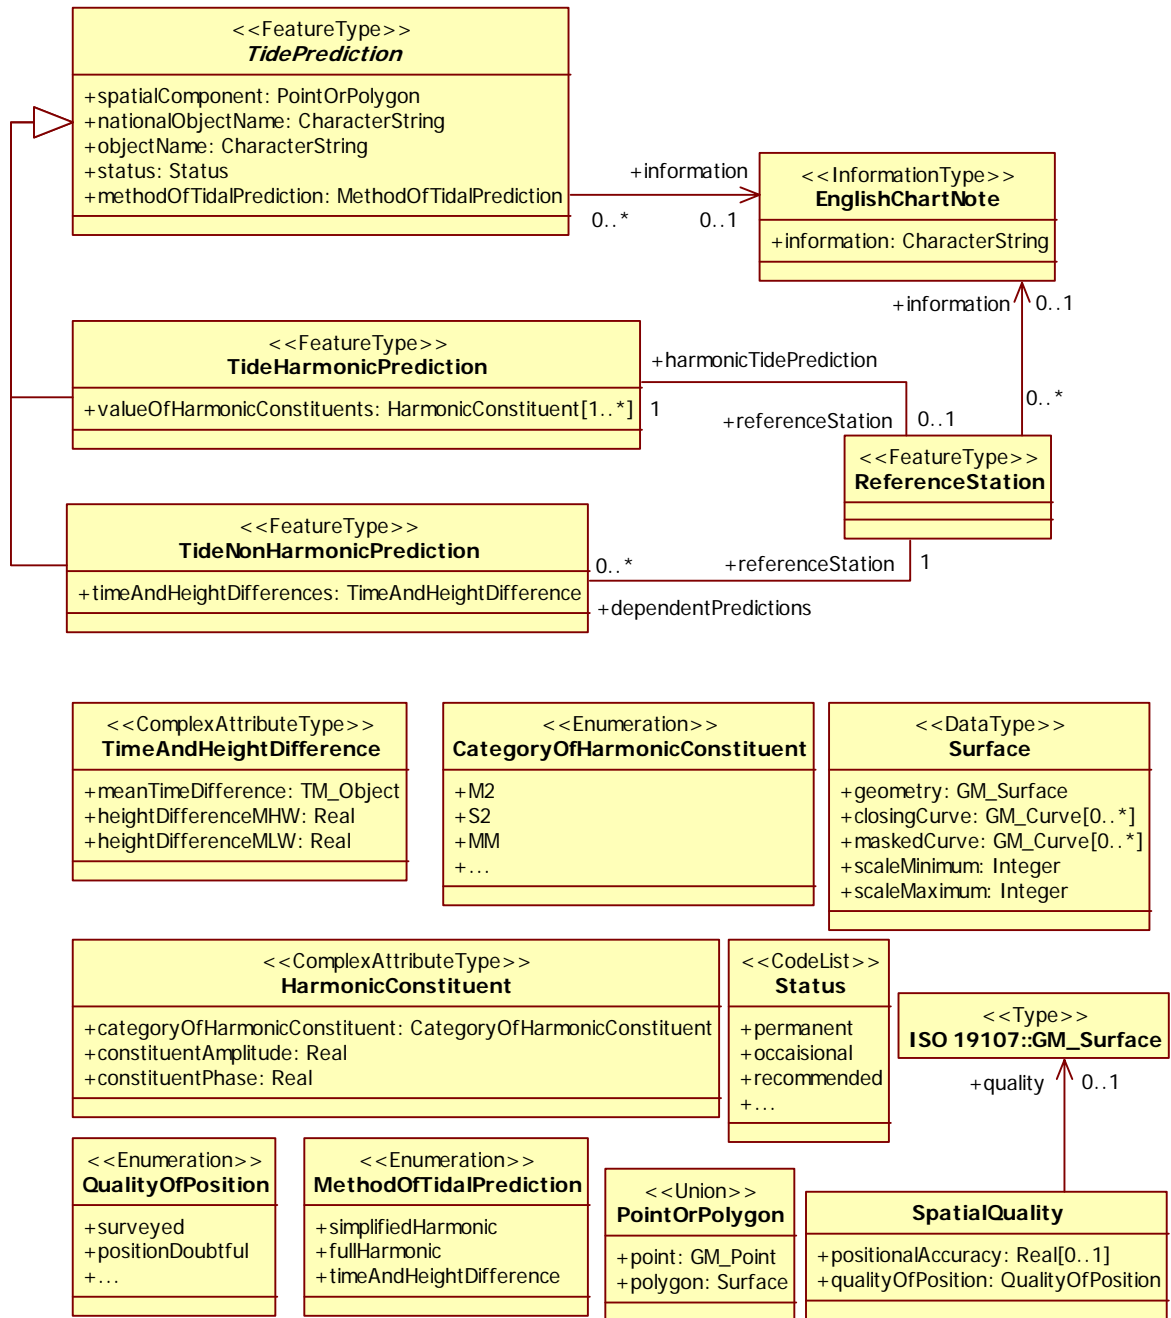 <<FeatureType>>
TidePrediction
+spatialComponent: PointOrPolygon
+nationalObjectName: CharacterString
+objectName: CharacterString
+status: Status
+methodOfTidalPrediction: MethodOfTidalPrediction
+information
0..*
0..1
<<InformationType>>
EnglishChartNote
+information: CharacterString
+information
0..1
0..*
<<FeatureType>>
TideHarmonicPrediction
+valueOfHarmonicConstituents: HarmonicConstituent[1..*]
+harmonicTidePrediction
1
+referenceStation
0..1
<<FeatureType>>
ReferenceStation
<<FeatureType>>
TideNonHarmonicPrediction
+timeAndHeightDifferences: TimeAndHeightDifference
0..*
+dependentPredictions
+referenceStation
1
<<ComplexAttributeType>>
TimeAndHeightDifference
+meanTimeDifference: TM_Object
+heightDifferenceMHW: Real
+heightDifferenceMLW: Real
<<Enumeration>>
CategoryOfHarmonicConstituent
+M2
+S2
+MM
+...
<<DataType>>
Surface
+geometry: GM_Surface
+closingCurve: GM_Curve[0..*]
+maskedCurve: GM_Curve[0..*]
+scaleMinimum: Integer
+scaleMaximum: Integer
<<ComplexAttributeType>>
HarmonicConstituent
+categoryOfHarmonicConstituent: CategoryOfHarmonicConstituent
+constituentAmplitude: Real
+constituentPhase: Real
<<CodeList>>
Status
+permanent
+occaisional
+recommended
+...
<<Type>>
ISO 19107::GM_Surface
+quality
0..1
<<Enumeration>>
QualityOfPosition
+surveyed
+positionDoubtful
+...
<<Enumeration>>
MethodOfTidalPrediction
+simplifiedHarmonic
+fullHarmonic
+timeAndHeightDifference
<<Union>>
PointOrPolygon
+point: GM_Point
+polygon: Surface
SpatialQuality
+positionalAccuracy: Real[0..1]
+qualityOfPosition: QualityOfPosition